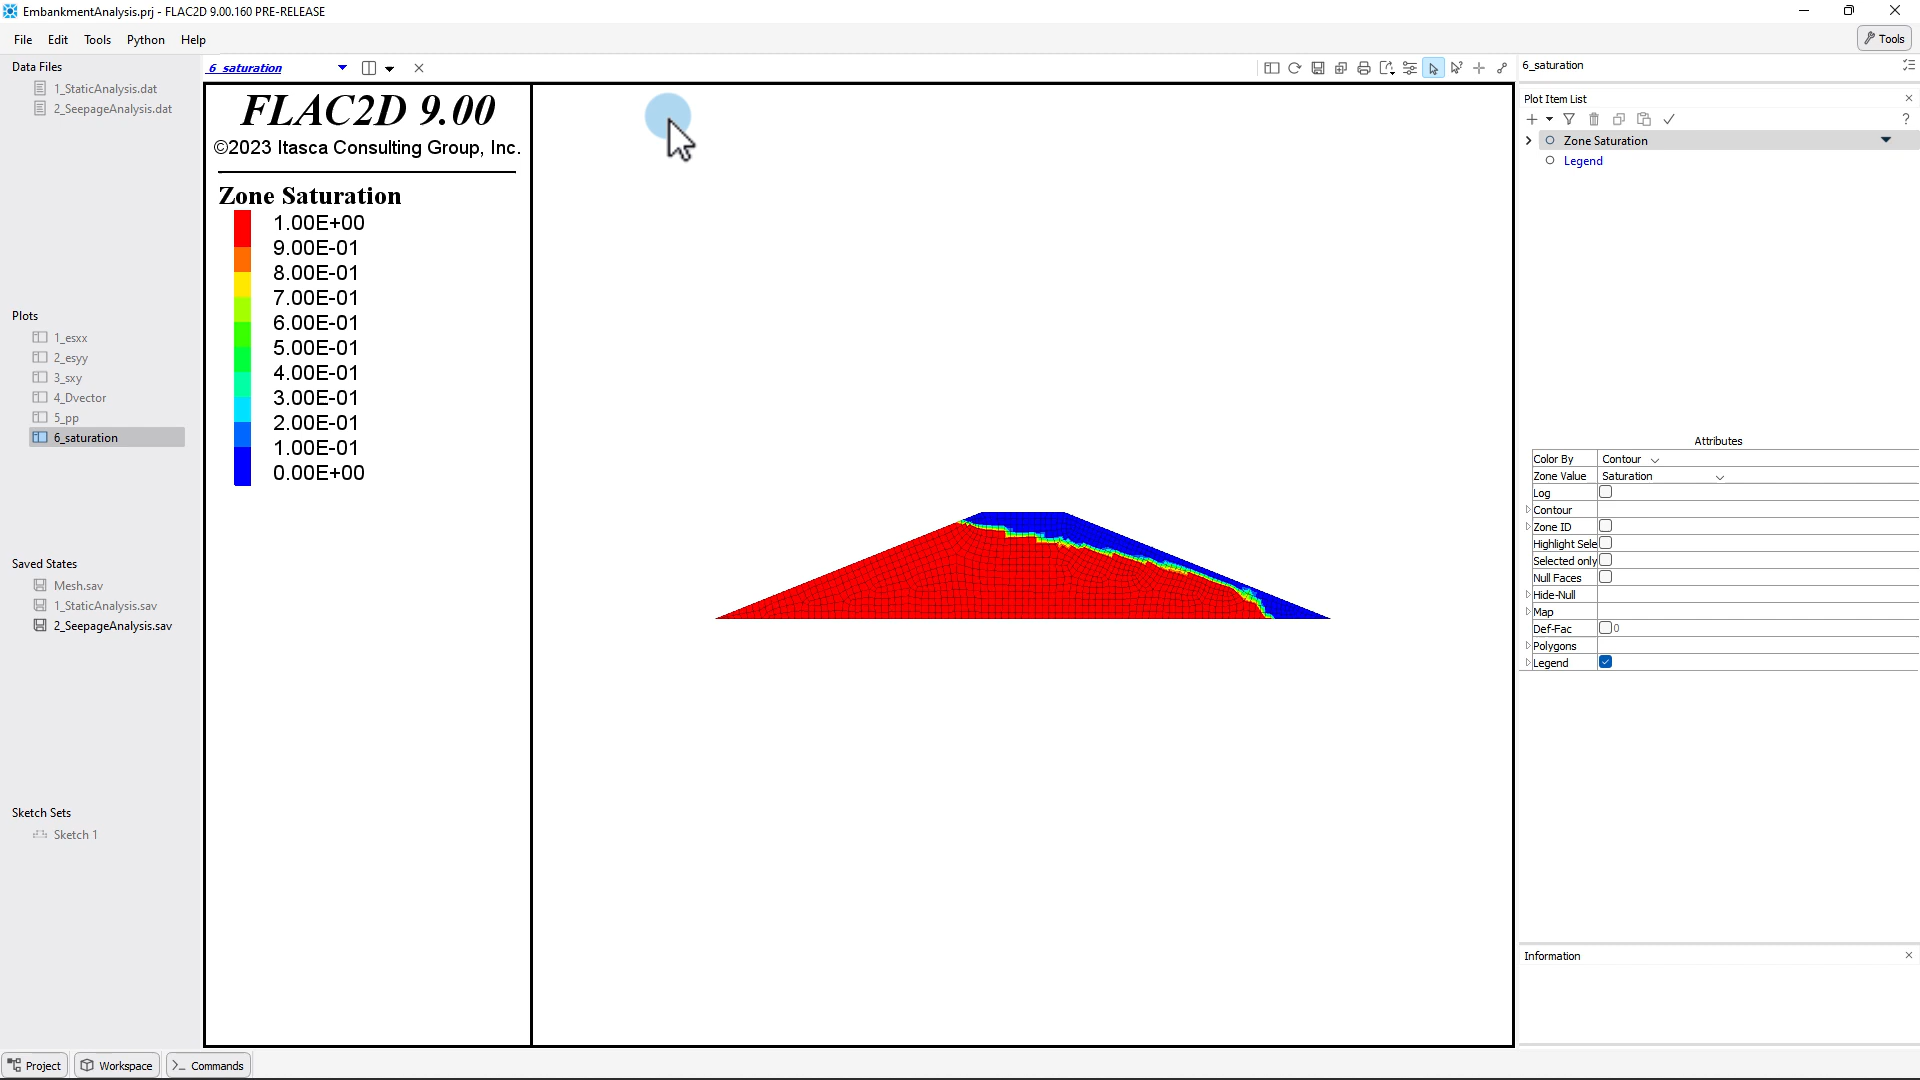 EmbankmentAnalysis.prj - FLAC2D 9.00.160 PRE-RELEASE
File Edit Tools Python Help
Tools
Data Files
1_StaticAnalysis.dat
2_SeepageAnalysis.dat
Plots
1_esxx
2_esyy
3_sxy
4_Dvector
5_pp
6_saturation
Saved States
Mesh.sav
1_StaticAnalysis.sav
2_SeepageAnalysis.sav
Sketch Sets
Sketch 1
6_saturation
FLAC2D 9.00
©2023 Itasca Consulting Group, Inc.
Zone Saturation
1.00E+00
9.00E-01
8.00E-01
7.00E-01
6.00E-01
5.00E-01
4.00E-01
3.00E-01
2.00E-01
1.00E-01
0.00E+00
6_saturation
Plot Item List
Zone Saturation
Legend
Attributes
Color By Contour
Zone Value Saturation
Log
Contour
Zone ID
Highlight Sele
Selected only
Null Faces
Hide-Null
Map
Def-Fac 0
Polygons
Legend
Information
Project Workspace Commands